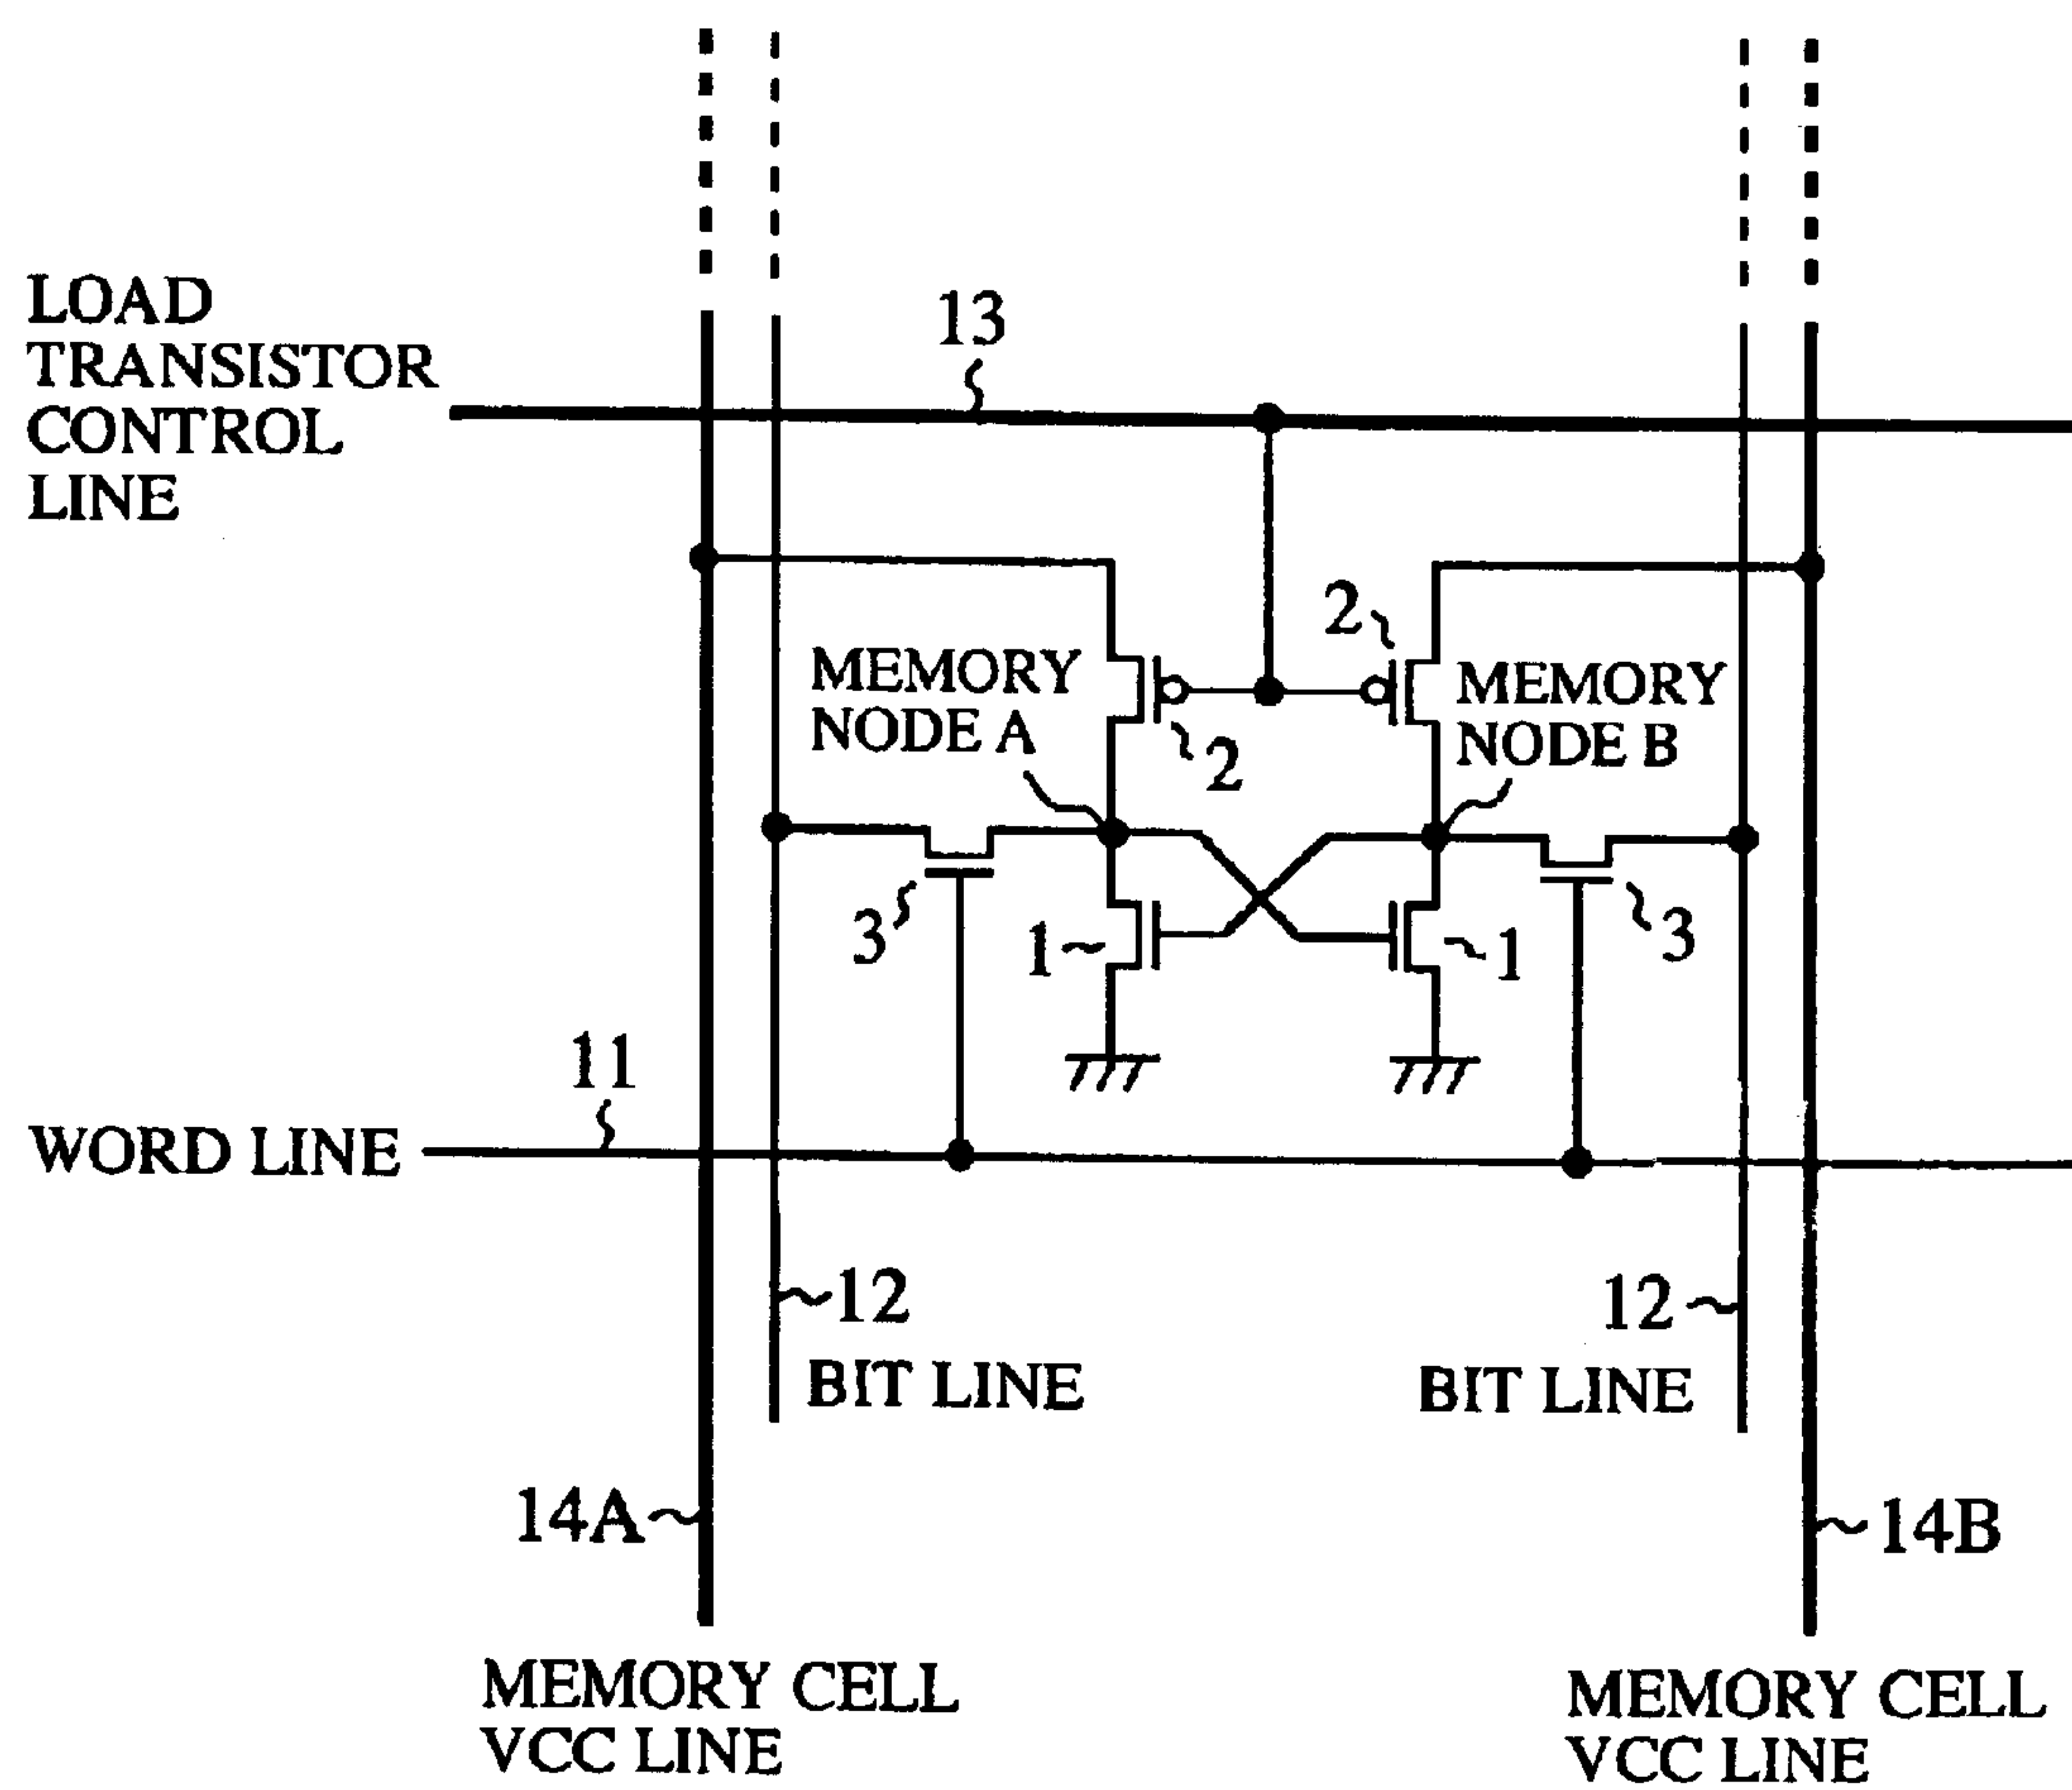 LOAD
TRANSISTOR
CONTROL
LINE
13
2
MEMORY
NODE A
MEMORY
NODE B
2
3
1
1
3
11
WORD LINE
12
BIT LINE
12
BIT LINE
14A
14B
MEMORY CELL
VCC LINE
MEMORY CELL
VCC LINE